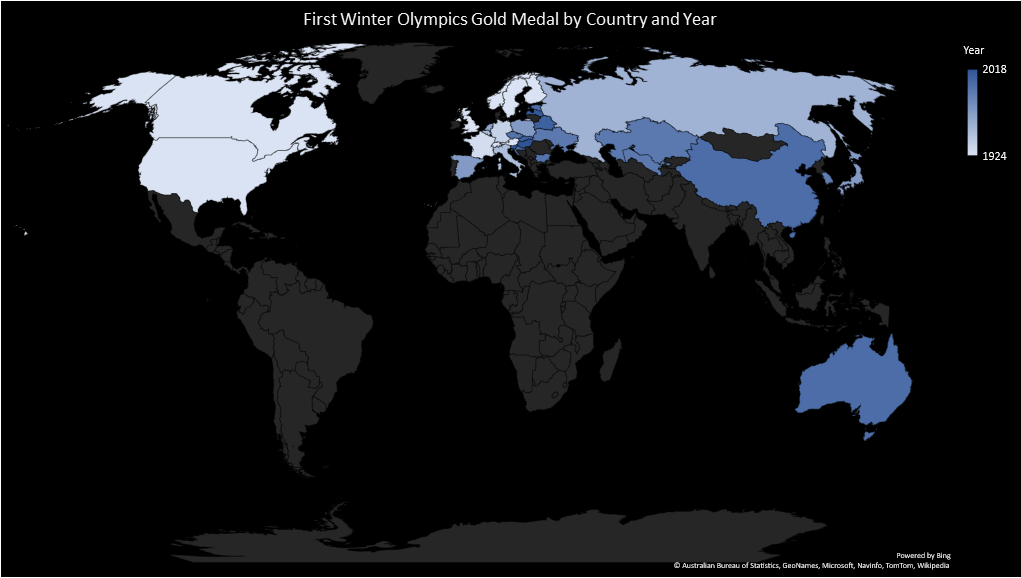 First Winter Olympics Gold Medal by Country and Year
Year
2018
1924
Powered by Bing
© Australian Bureau of Statistics, GeoNames, Microsoft, Navinfo, TomTom, Wikipedia